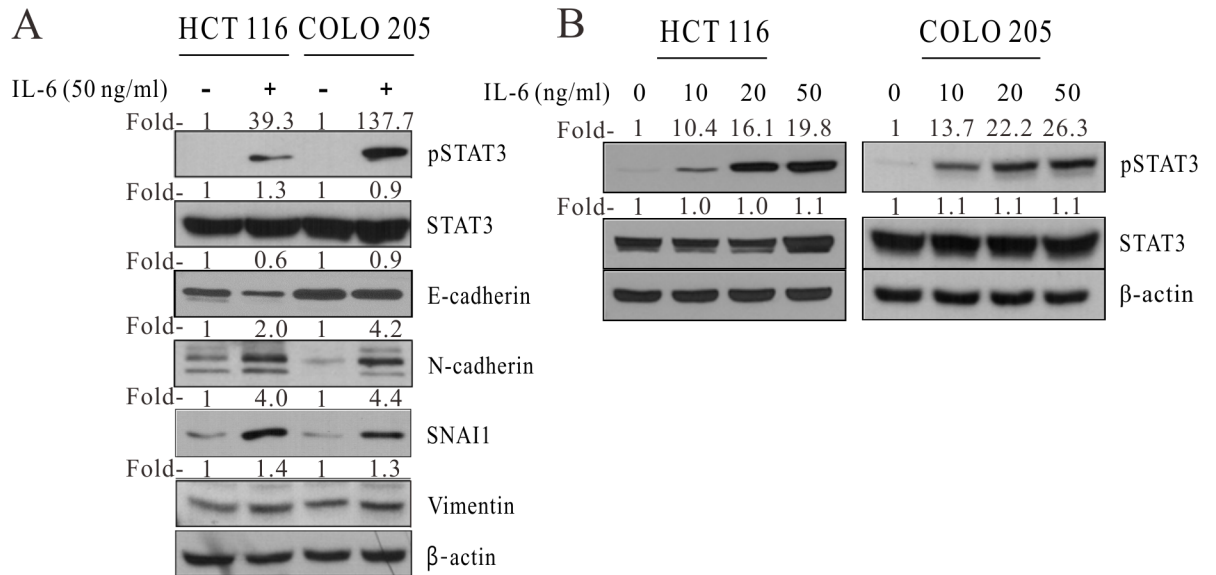 A
HCT 116 COLO 205
IL-6 (50 ng/ml) - + - +
Fold- 1 39.3 1 137.7
pSTAT3
Fold- 1 1.3 1 0.9
STAT3
Fold- 1 0.6 1 0.9
E-cadherin
Fold- 1 2.0 1 4.2
N-cadherin
Fold- 1 4.0 1 4.4
SNAI1
Fold- 1 1.4 1 1.3
Vimentin
β-actin
B
HCT 116 COLO 205
IL-6 (ng/ml) 0 10 20 50 0 10 20 50
Fold- 1 10.4 16.1 19.8 1 13.7 22.2 26.3
pSTAT3
Fold- 1 1.0 1.0 1.1 1 1.1 1.1 1.1
STAT3
β-actin